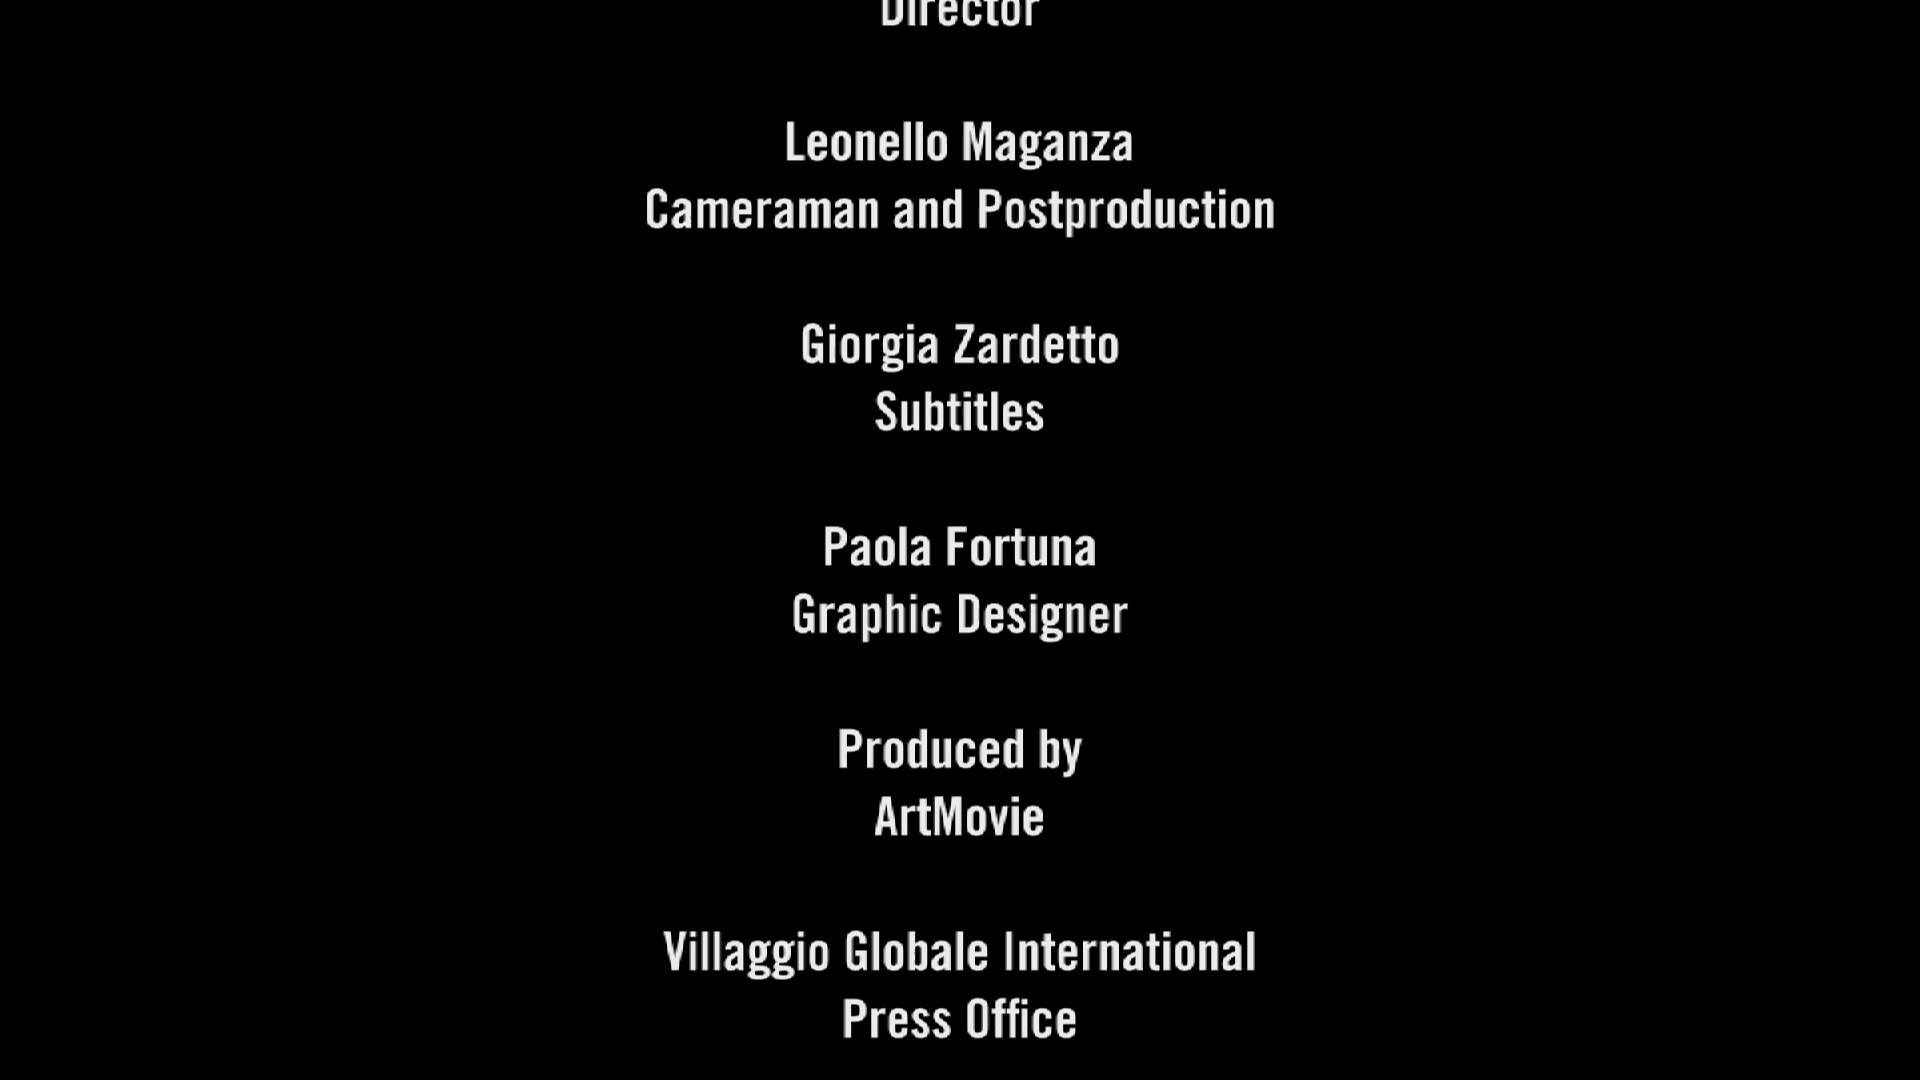 Director
Leonello Maganza
Cameraman and Postproduction
Giorgia Zardetto
Subtitles
Paola Fortuna
Graphic Designer
Produced by
ArtMovie
Villaggio Globale International
Press Office